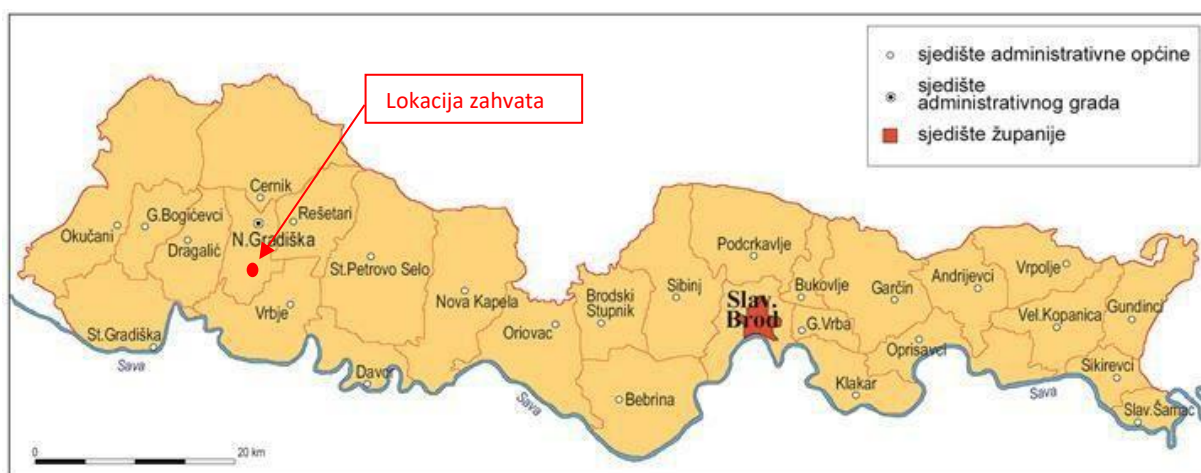 Lokacija zahvata
sjedište administrativne općine
sjedište
administrativnog grada
sjedište županije
Cernik
G.Bogićevci
Rešetari
Okučani
N.Gradiška
Dragalić
St.Petrovo Selo
Vrbje
St.Gradiška
Sava
Davor
Nova Kapela
Oriovac
Brodski
Stupnik
Sibinj
Podcrkavlje
Slav.
Brod
Bukovlje
G.Vrba
Garčin
Andrijevci
Vrpolje
Gundinci
Vel.Kopanica
Oprisavci
Klakar
Sikirevci
Slav.Šamac
Bebrina
Sava
Sava
0
20 km